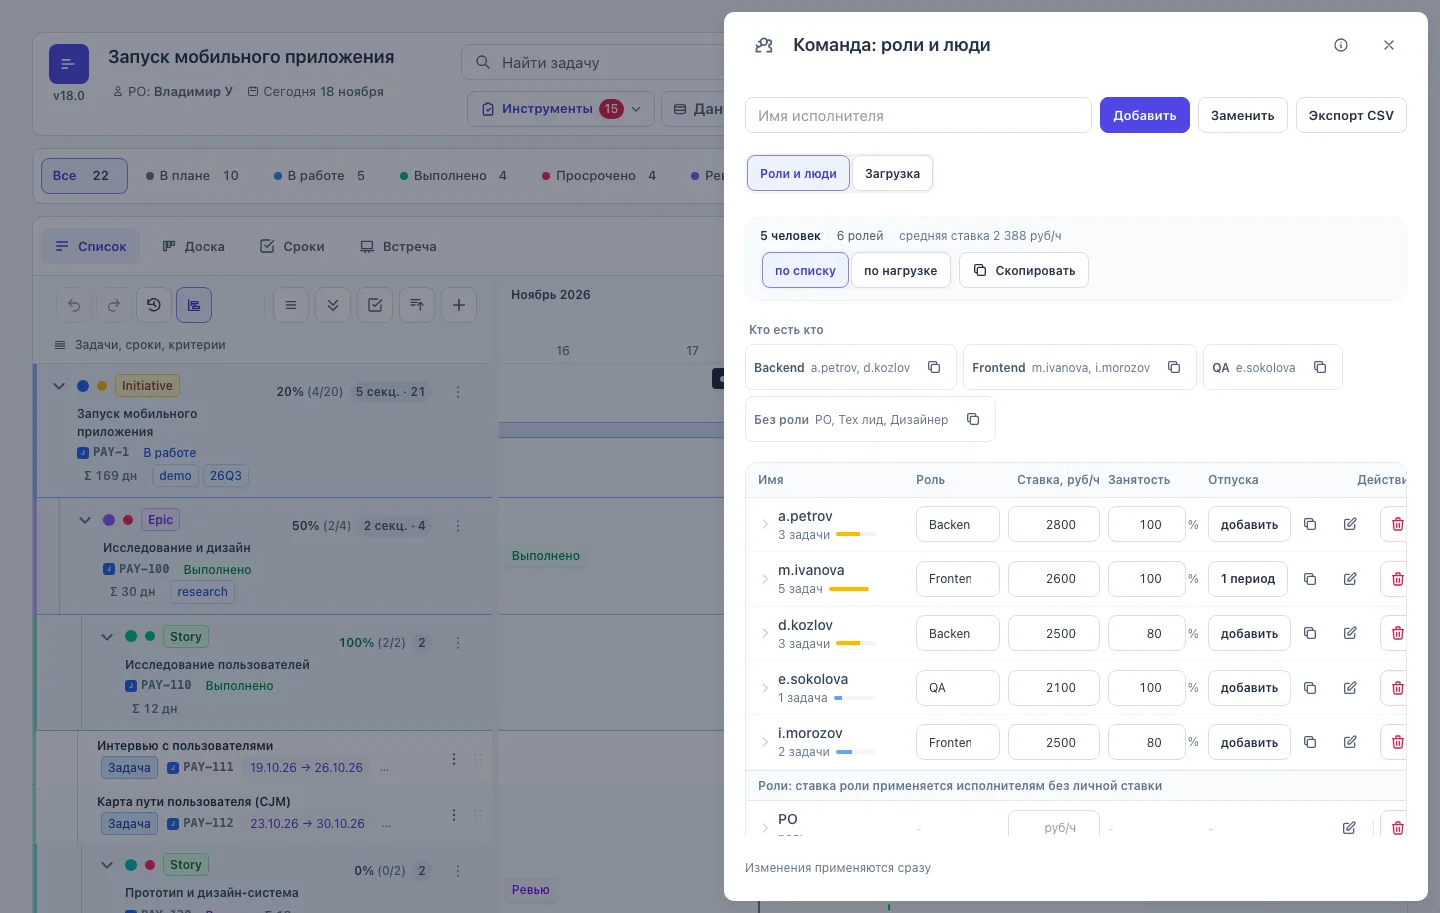 Запуск мобильного приложения
v18.0
PO: Владимир У
Сегодня 18 ноября
Найти задачу
Инструменты 15
Дан
Все 22
В плане 10
В работе 5
Выполнено 4
Просрочено 4
Рев
Список
Доска
Сроки
Встреча
Ноябрь 2026
16 17
Задачи, сроки, критерии
Initiative
20% (4/20) 5 секц. · 21
Запуск мобильного
приложения
PAY-1 В работе
Σ 169 дн demo 26Q3
Epic
50% (2/4) 2 секц. · 4
Исследование и дизайн
PAY-100 Выполнено
Σ 30 дн research
Выполнено
Story
100% (2/2) 2
Исследование пользователей
PAY-110 Выполнено
Σ 12 дн
Интервью с пользователями
Задача PAY-111 19.10.26 → 26.10.26 ...
Карта пути пользователя (CJM)
Задача PAY-112 23.10.26 → 30.10.26 ...
Story
0% (0/2) 2
Прототип и дизайн-система
Ревью
Команда: роли и люди
Имя исполнителя
Добавить
Заменить
Экспорт CSV
Роли и люди
Загрузка
5 человек · 6 ролей · средняя ставка 2 388 руб/ч
по списку
по нагрузке
Скопировать
Кто есть кто
Backend a.petrov, d.kozlov
Frontend m.ivanova, i.morozov
QA e.sokolova
Без роли PO, Тех лид, Дизайнер
Имя Роль Ставка, руб/ч Занятость Отпуска Действи
a.petrov
3 задачи
Backen 2800 100 % добавить
m.ivanova
5 задач
Fronten 2600 100 % 1 период
d.kozlov
3 задачи
Backen 2500 80 % добавить
e.sokolova
1 задача
QA 2100 100 % добавить
i.morozov
2 задачи
Fronten 2500 80 % добавить
Роли: ставка роли применяется исполнителям без личной ставки
PO
- руб/ч - -
Изменения применяются сразу